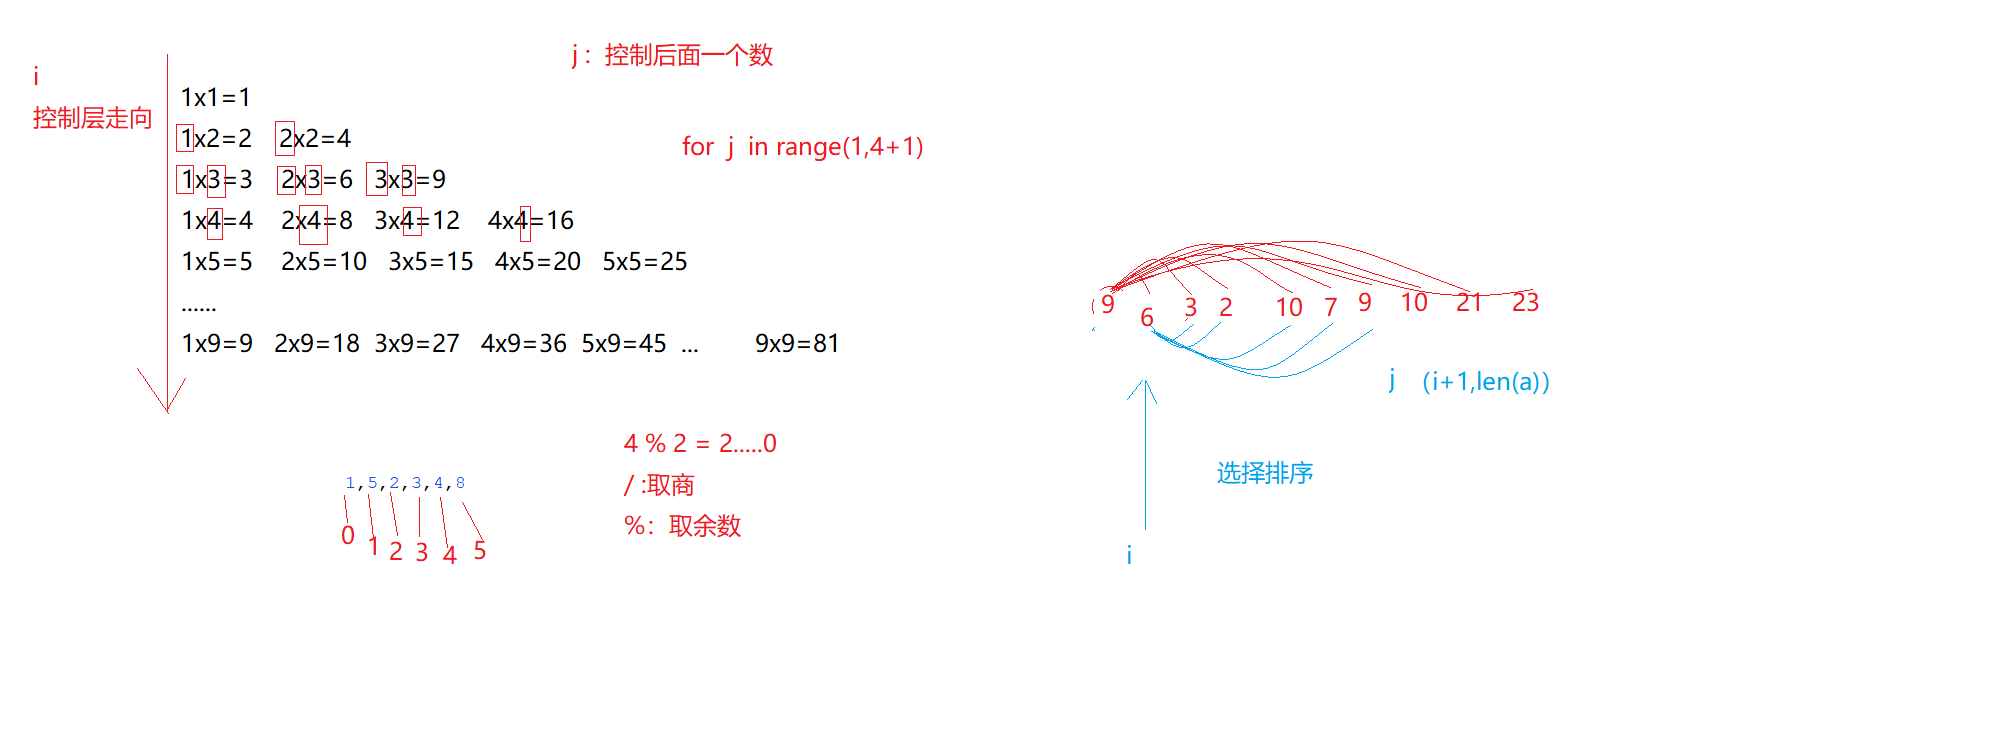 j：控制后面一个数
i
控制层走向
1x1=1
1x2=2 2x2=4
for j in range(1,4+1)
1x3=3 2x3=6 3x3=9
1x4=4 2x4=8 3x4=12 4x4=16
1x5=5 2x5=10 3x5=15 4x5=20 5x5=25
......
1x9=9 2x9=18 3x9=27 4x9=36 5x9=45 ... 9x9=81
4 % 2 = 2.....0
/ :取商
%：取余数
1,5,2,3,4,8
0 1 2 3 4 5
9 6 3 2 10 7 9 10 21 23
j （i+1,len(a)）
选择排序
i